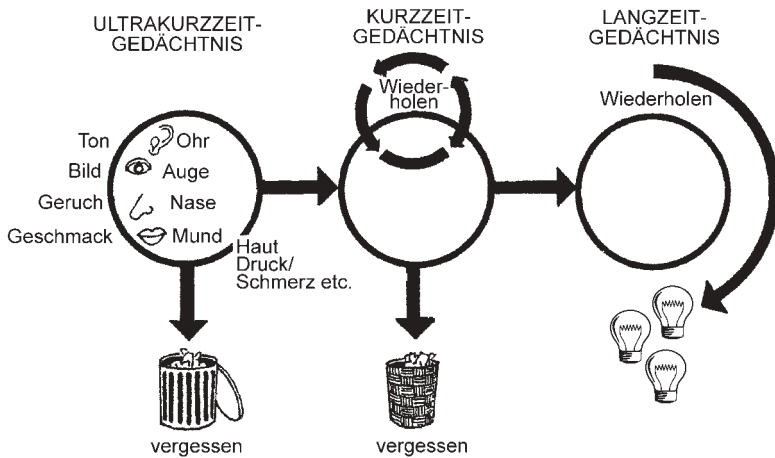 ULTRAKURZZEIT-
GEDÄCHTNIS
KURZZEIT-
GEDÄCHTNIS
LANGZEIT-
GEDÄCHTNIS
Wieder-
holen
Wiederholen
Ton
Ohr
Bild
Auge
Geruch
Nase
Geschmack
Mund
Haut
Druck/
Schmerz etc.
vergessen
vergessen